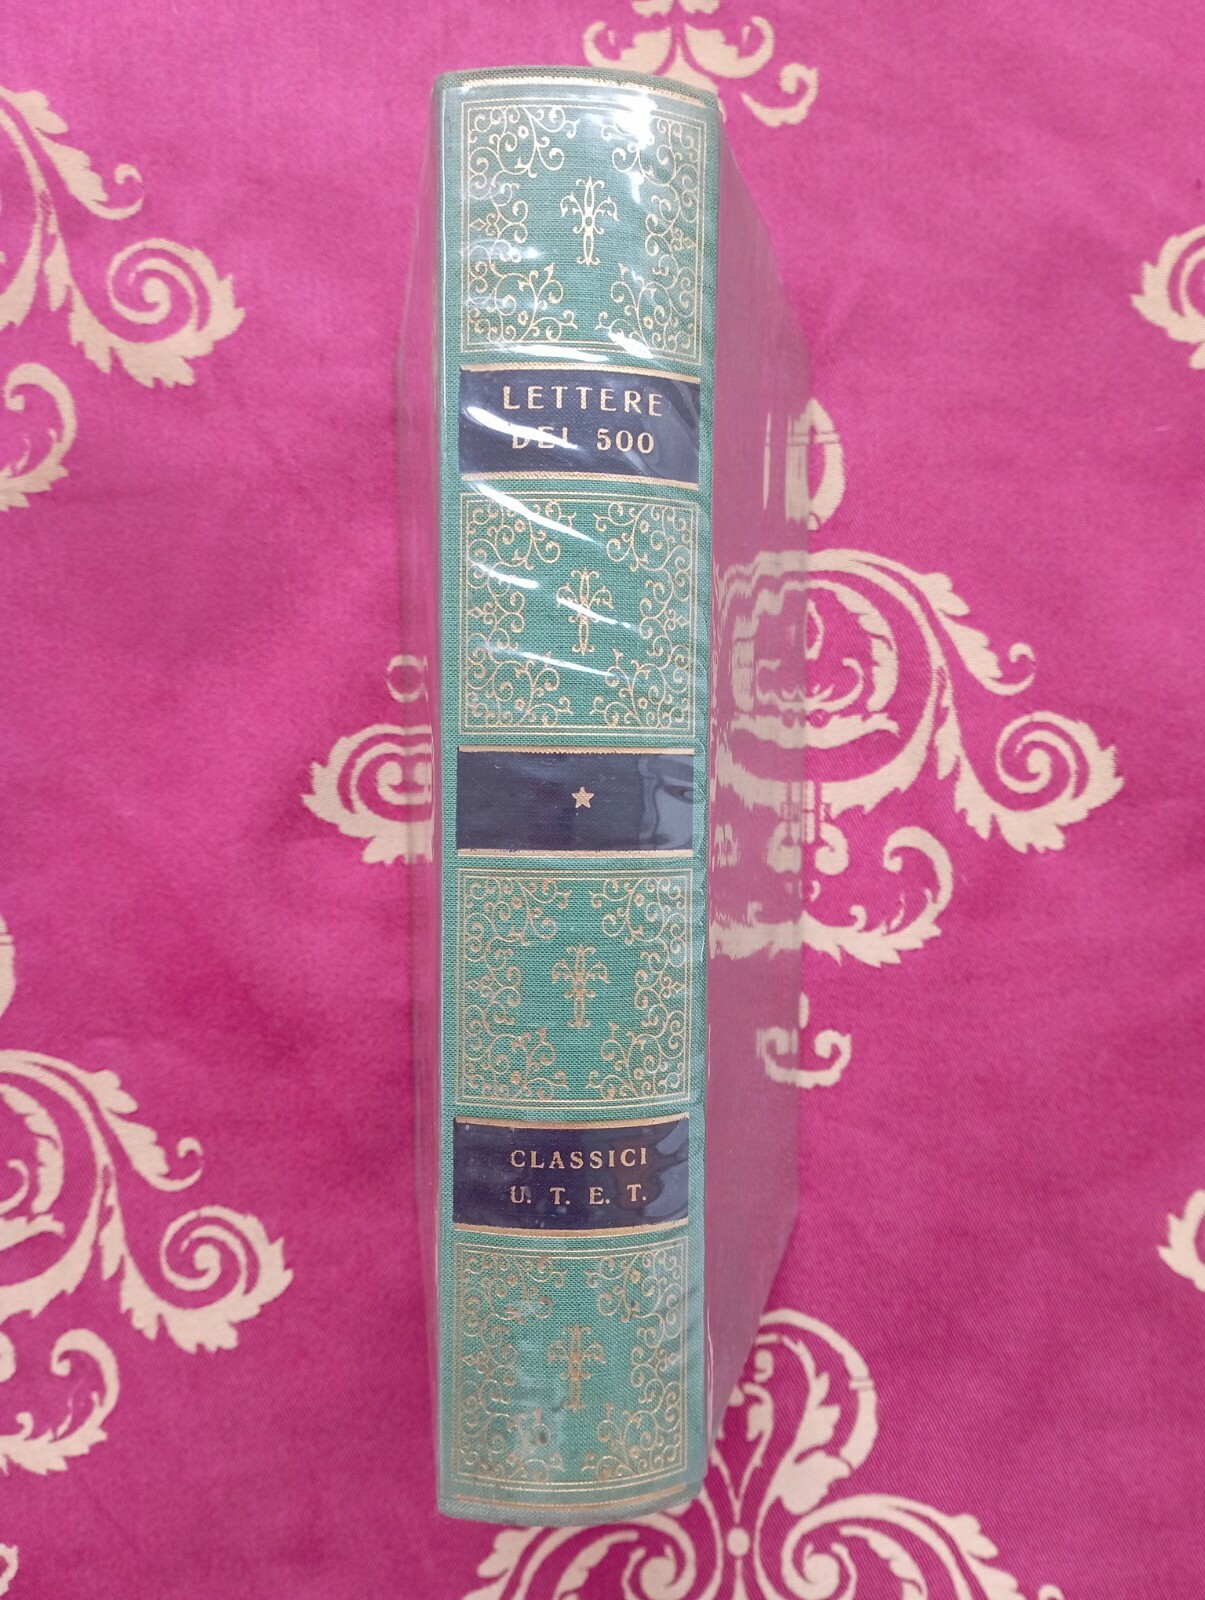 LETTERE
DEL 500
CLASSICI
U. T. E. T.